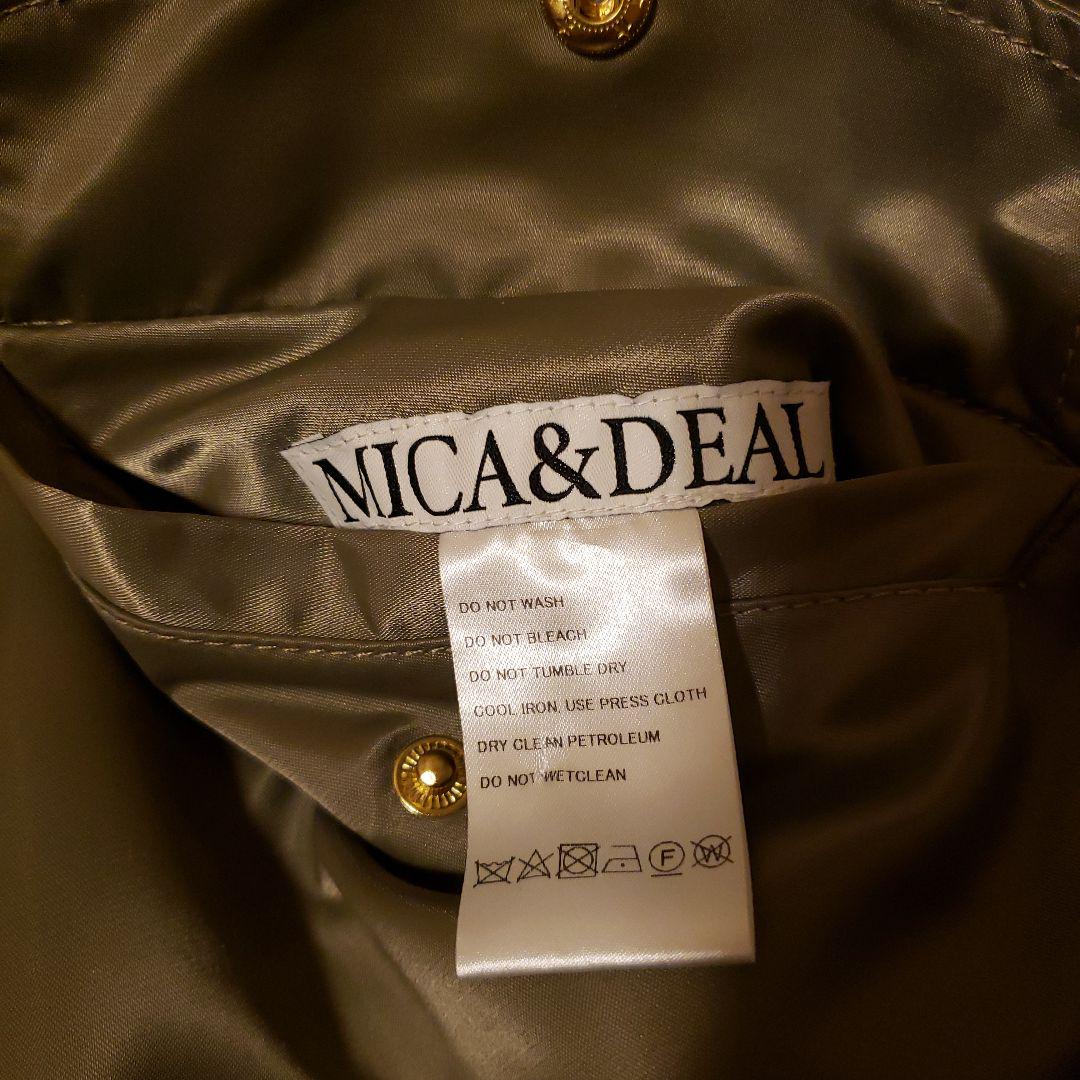 MICA&DEAL
DO NOT WASH
DO NOT BLEACH
DO NOT TUMBLE DRY
COOL IRON, USE PRESS CLOTH
DRY CLEAN PETROLEUM
DO NOT WETCLEAN
F W